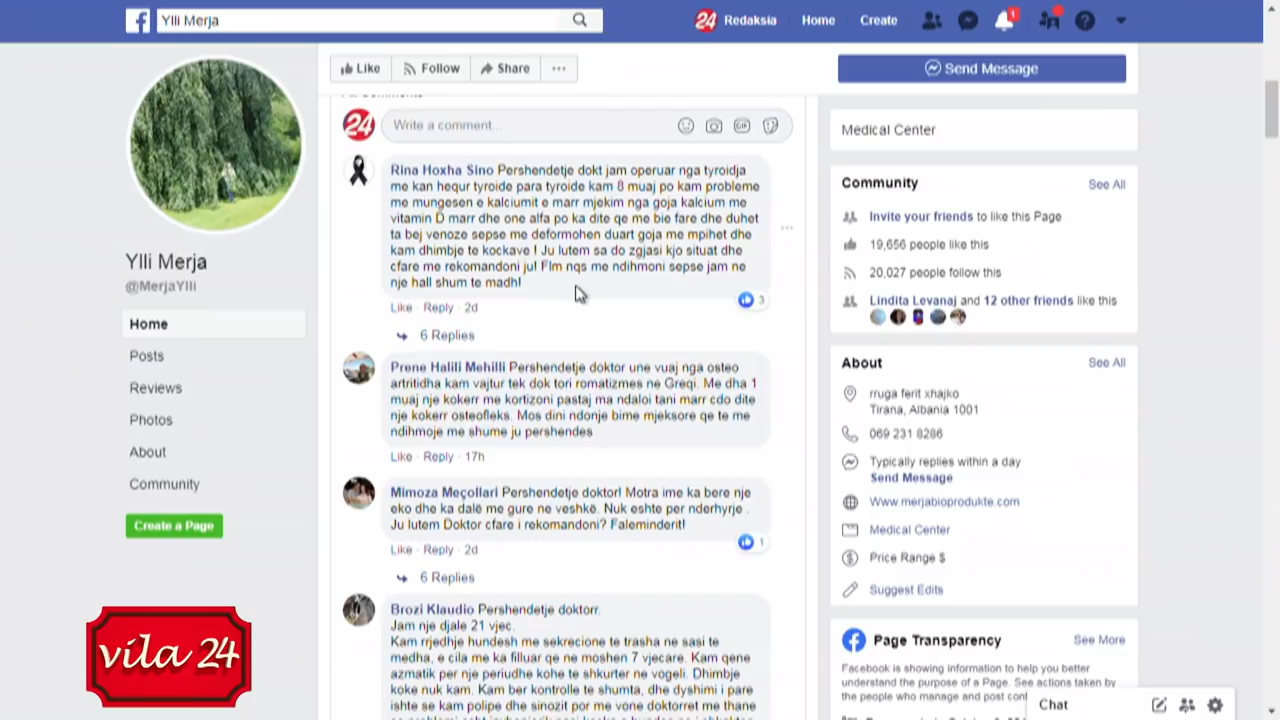 Ylli Merja
24 Redaksia
Home
Create
1
Like
Follow
Share
Send Message
24
Write a comment...
GIF
Rina Hoxha Sino Pershendetje dokt jam operuar nga tyroidja
me kan hequr tyroide para tyroide kam 8 muaj po kam probleme
me mungesen e kalciumit e marr mjekim nga goja kalcium me
vitamin D marr dhe one alfa po ka dite qe me bie fare dhe duhet
ta bej venoze sepse me deformohen duart goja me mpihet dhe
kam dhimbje te kockave ! Ju lutem sa do zgjasi kjo situat dhe
cfare me rekomandoni ju! Flm nqs me ndihmoni sepse jam ne
nje hall shum te madh!
3
Like · Reply · 2d
6 Replies
Prene Halili Mehilli Pershendetje doktor une vuaj nga osteo
artritidha kam vajtur tek dok tori romatizmes ne Greqi. Me dha 1
muaj nje kokerr me kortizoni pastaj ma ndaloi tani marr cdo dite
nje kokerr osteofleks. Mos dini ndonje bime mjeksore qe te me
ndihmoje me shume ju pershendes
Like · Reply · 17h
Mimoza Meçollari Pershendetje doktor! Motra ime ka bere nje
eko dhe ka dalë me gure ne veshkë. Nuk eshte per nderhyrje .
Ju lutem Doktor cfare i rekomandoni? Faleminderit!
1
Like · Reply · 2d
6 Replies
Brozi Klaudio Pershendetje doktorr.
Jam nje djale 21 vjec.
Kam rrjedhje hundesh me sekrecione te trasha ne sasi te
medha, e cila me ka filluar qe ne moshen 7 vjecare. Kam qene
azmatik per nje periudhe kohe te shkurter ne vogeli. Dhimbje
koke nuk kam. Kam ber kontrolle te shumta, dhe dyshimi i pare
ishte se kam polipe dhe sinozit por me vone doktorret me thane
Ylli Merja
@MerjaYlli
Home
Posts
Reviews
Photos
About
Community
Create a Page
vila 24
Medical Center
Community
See All
Invite your friends to like this Page
19,656 people like this
20,027 people follow this
Lindita Levanaj and 12 other friends like this
About
See All
rruga ferit xhajko
Tirana, Albania 1001
069 231 8286
Typically replies within a day
Send Message
Www.merjabioprodukte.com
Medical Center
Price Range $
Suggest Edits
Page Transparency
See More
Facebook is showing information to help you better
understand the purpose of a Page. See actions taken by
the people who manage and post
Chat